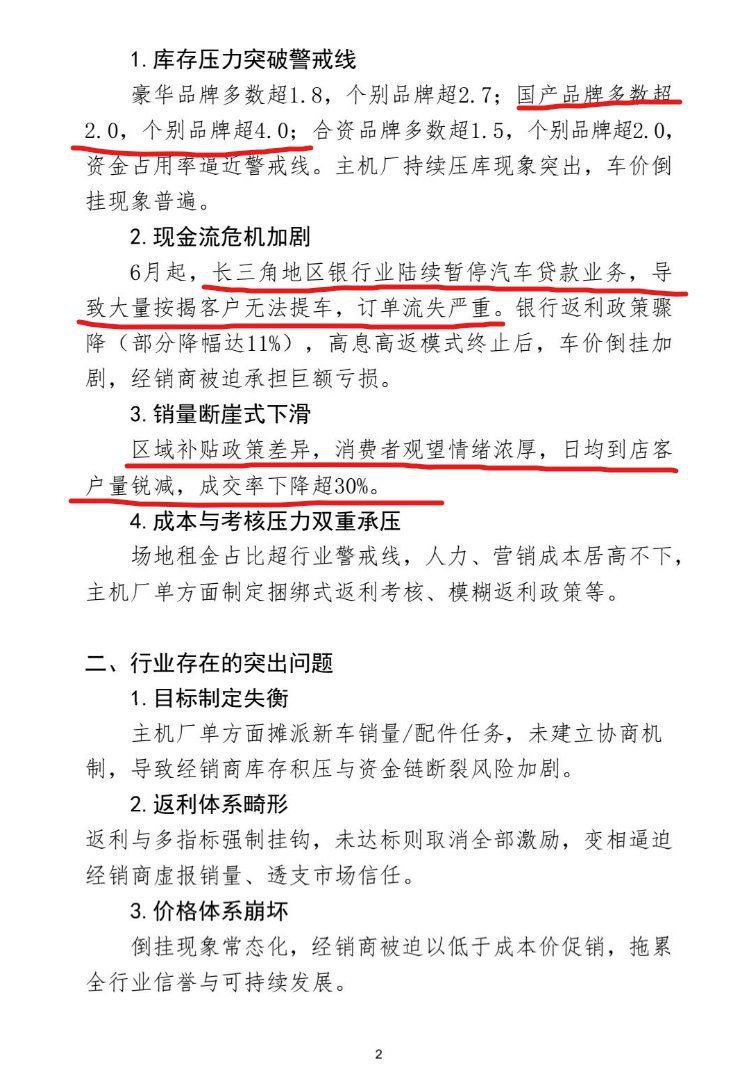 1.库存压力突破警戒线
豪华品牌多数超1.8，个别品牌超2.7；国产品牌多数超
2.0，个别品牌超4.0；合资品牌多数超1.5，个别品牌超2.0，
资金占用率逼近警戒线。主机厂持续压库现象突出，车价倒
挂现象普遍。
2.现金流危机加剧
6月起，长三角地区银行业陆续暂停汽车贷款业务，导
致大量按揭客户无法提车，订单流失严重。银行返利政策骤
降（部分降幅达11%），高息高返模式终止后，车价倒挂加
剧，经销商被迫承担巨额亏损。
3.销量断崖式下滑
区域补贴政策差异，消费者观望情绪浓厚，日均到店客
户量锐减，成交率下降超30%。
4.成本与考核压力双重承压
场地租金占比超行业警戒线，人力、营销成本居高不下，
主机厂单方面制定捆绑式返利考核、模糊返利政策等。
二、行业存在的突出问题
1.目标制定失衡
主机厂单方面摊派新车销量/配件任务，未建立协商机
制，导致经销商库存积压与资金链断裂风险加剧。
2.返利体系畸形
返利与多指标强制挂钩，未达标则取消全部激励，变相逼迫
经销商虚报销量、透支市场信任。
3.价格体系崩坏
倒挂现象常态化，经销商被迫以低于成本价促销，拖累
全行业信誉与可持续发展。
2